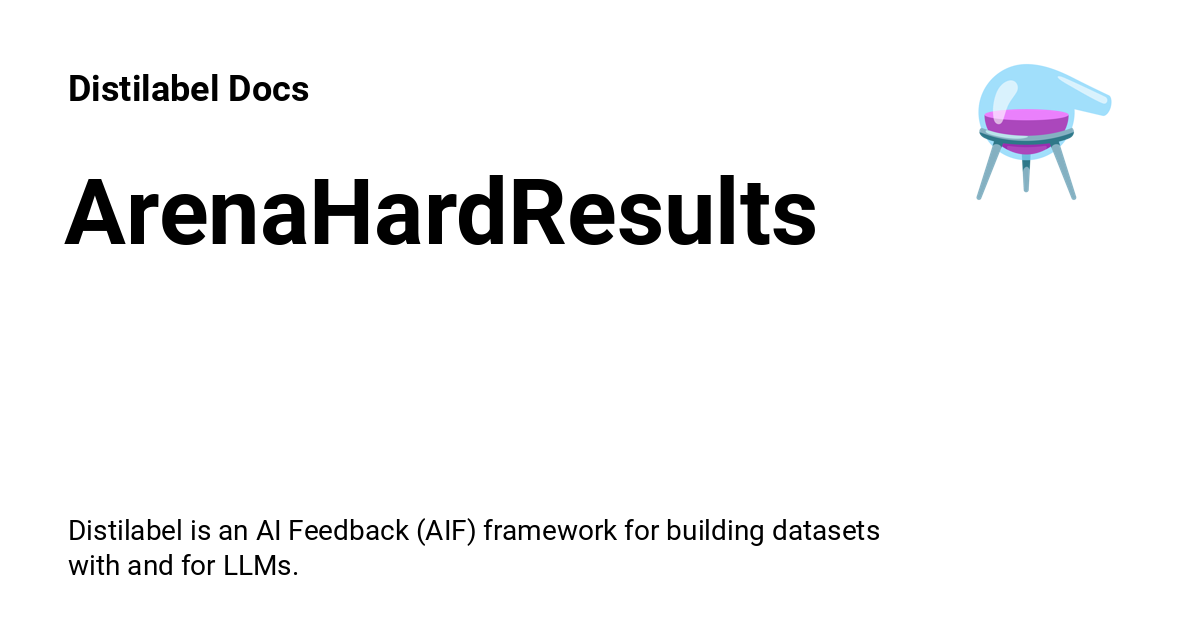 Distilabel Docs
ArenaHardResults
Distilabel is an AI Feedback (AIF) framework for building datasets
with and for LLMs.